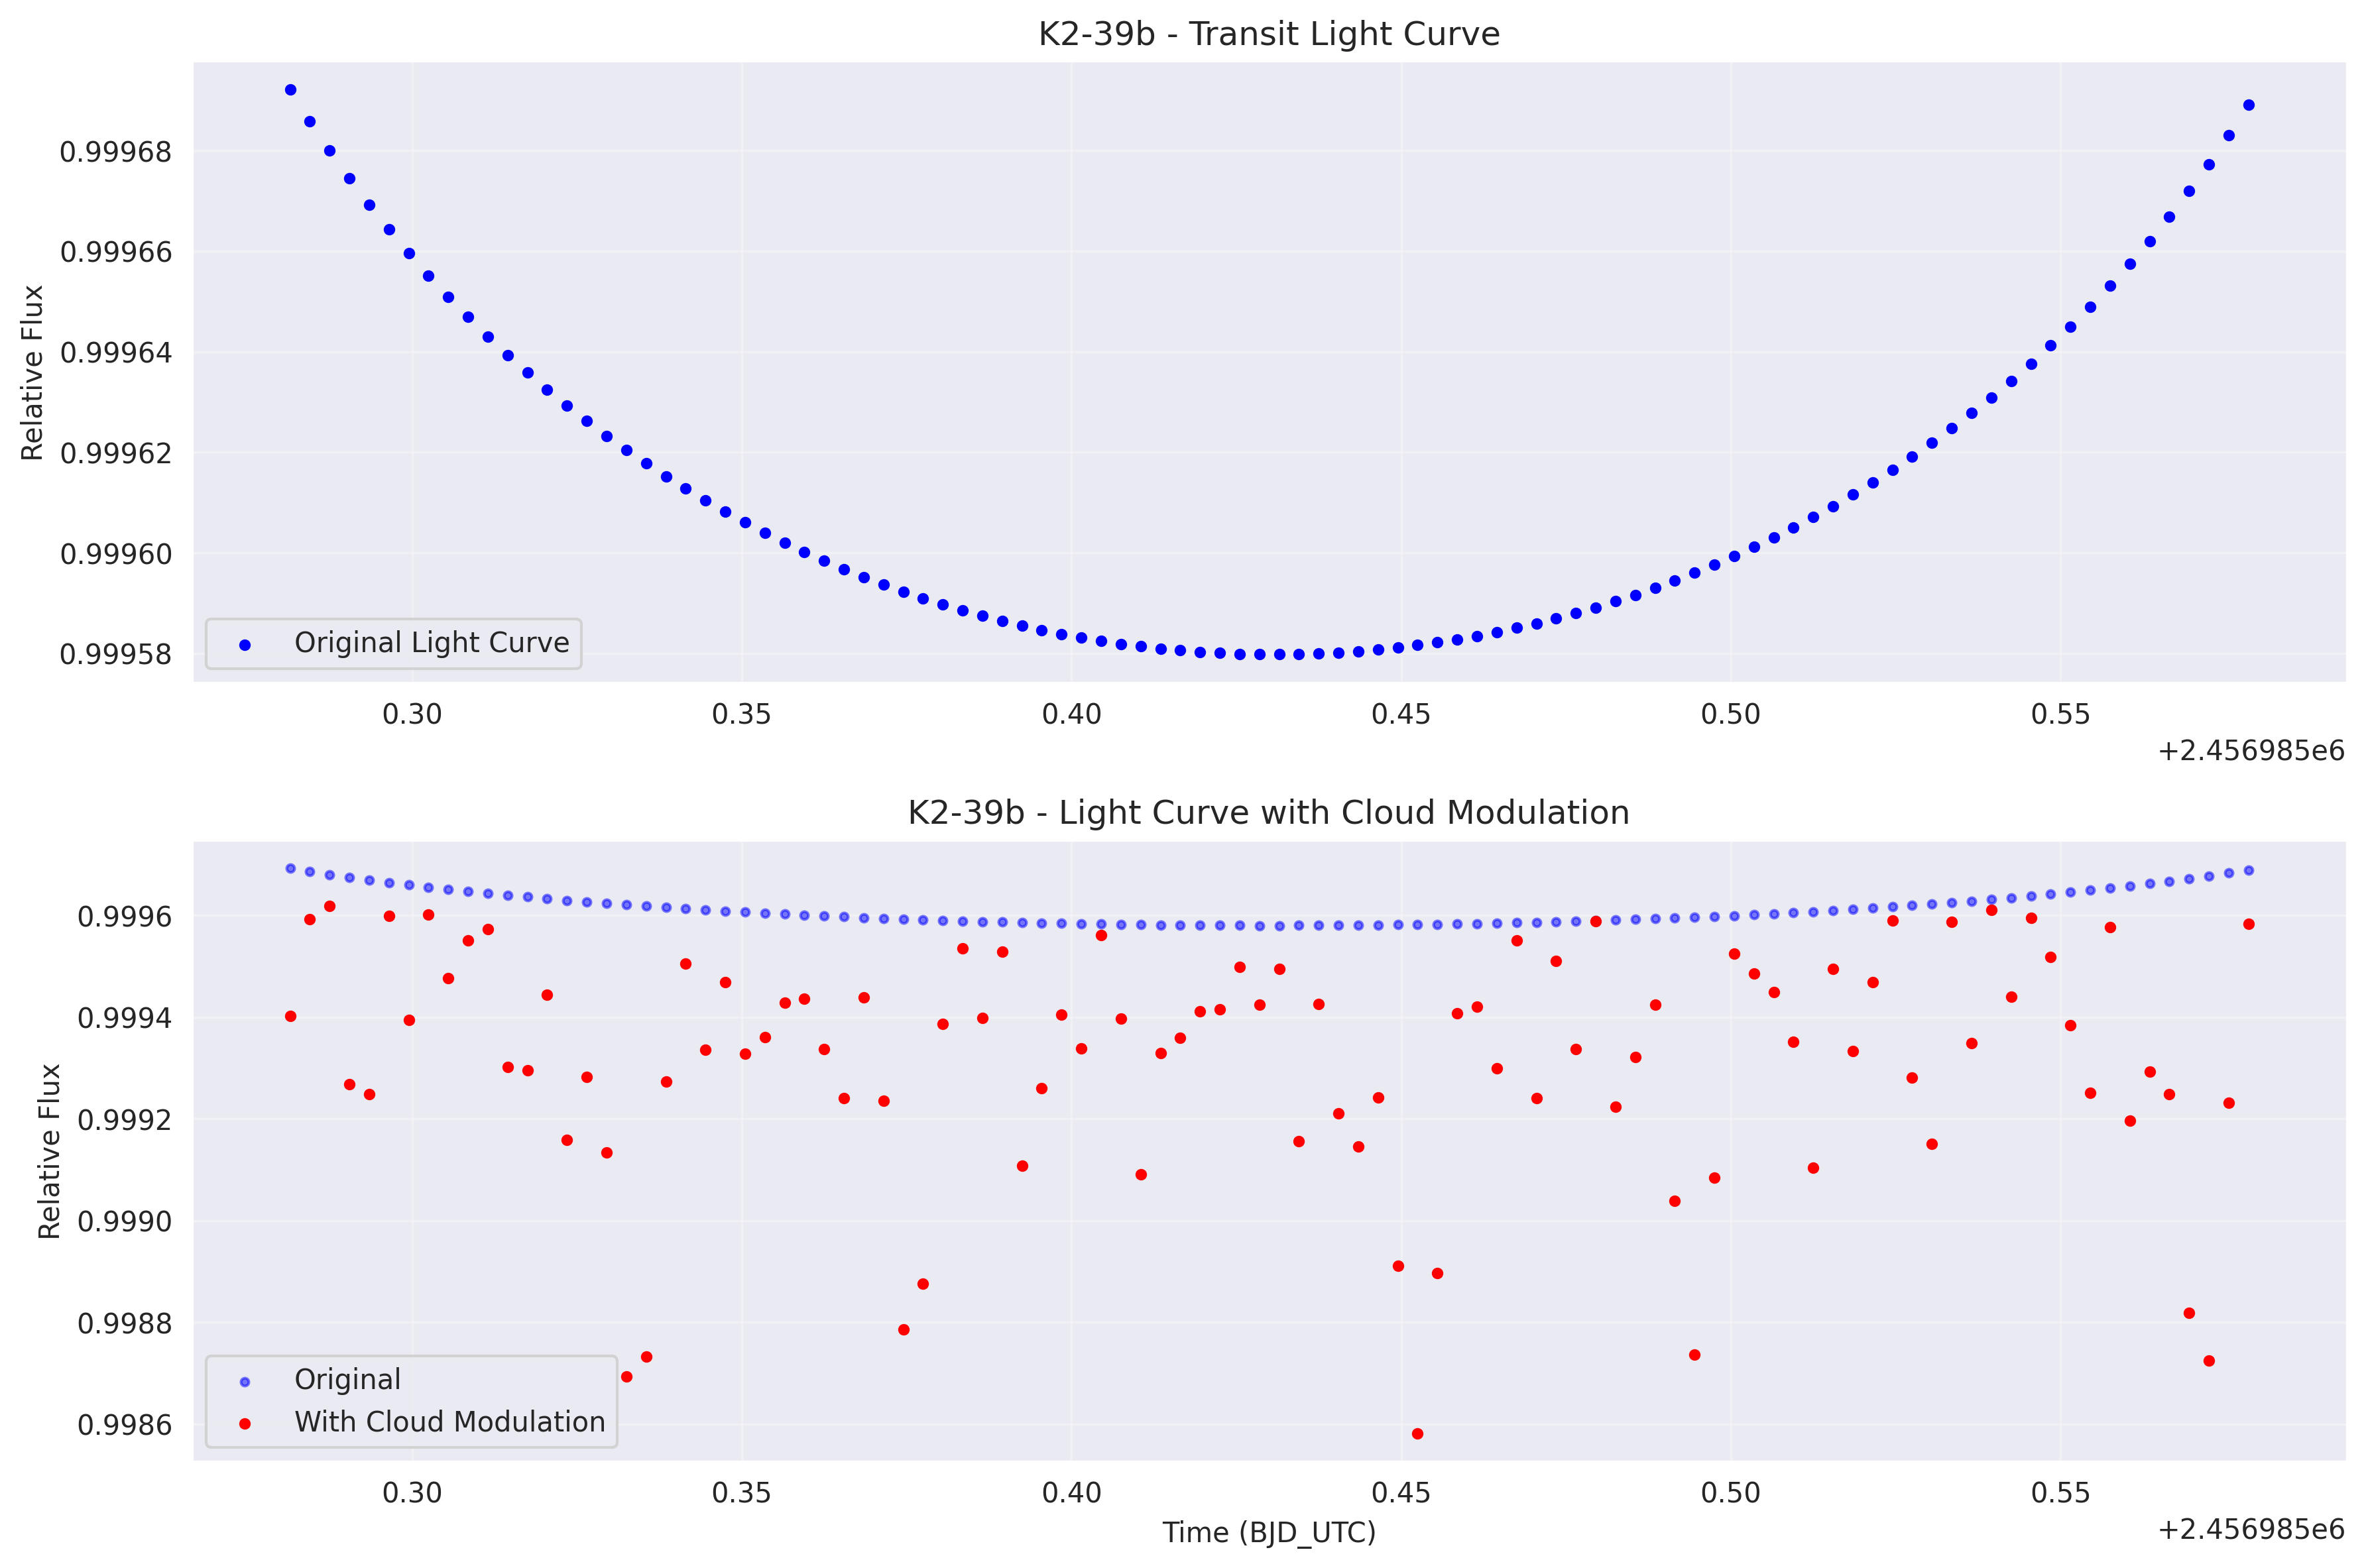 K2-39b - Transit Light Curve
Relative Flux
0.99968
0.99966
0.99964
0.99962
0.99960
0.99958
Original Light Curve
0.30 0.35 0.40 0.45 0.50 0.55
+2.456985e6
K2-39b - Light Curve with Cloud Modulation
Relative Flux
0.9996
0.9994
0.9992
0.9990
0.9988
0.9986
Original
With Cloud Modulation
0.30 0.35 0.40 0.45 0.50 0.55
Time (BJD_UTC)
+2.456985e6